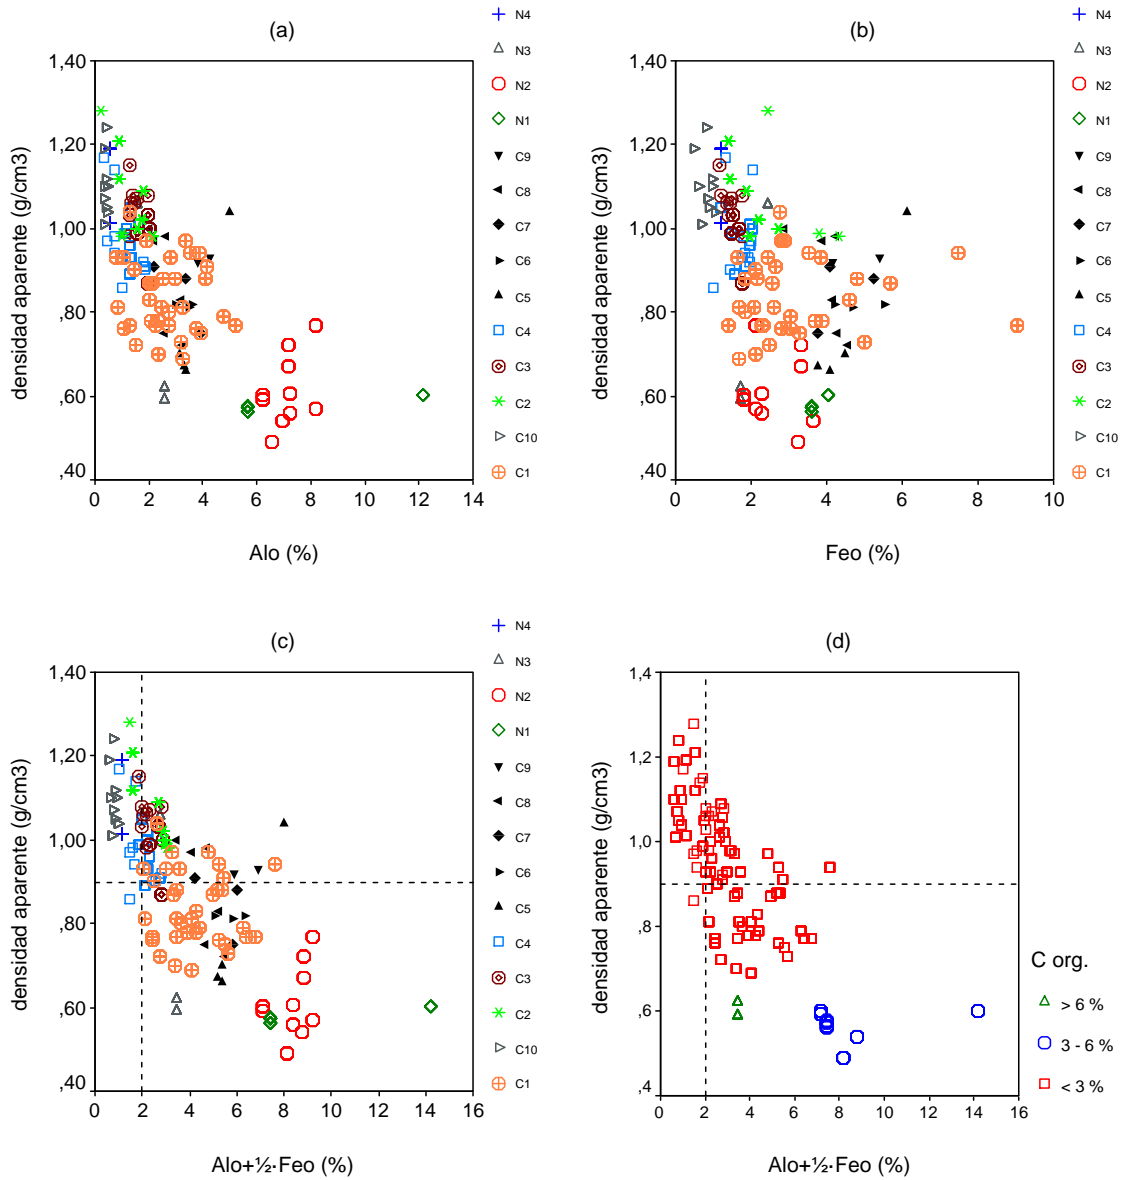 (a)
1,40
1,20
1,00
,80
,60
,40
0 2 4 6 8 10 12 14
densidad aparente (g/cm3)
Alo (%)
N4
N3
N2
N1
C9
C8
C7
C6
C5
C4
C3
C2
C10
C1
(b)
1,40
1,20
1,00
,80
,60
,40
0 2 4 6 8 10
densidad aparente (g/cm3)
Feo (%)
N4
N3
N2
N1
C9
C8
C7
C6
C5
C4
C3
C2
C10
C1
(c)
1,40
1,20
1,00
,80
,60
,40
0 2 4 6 8 10 12 14 16
densidad aparente (g/cm3)
Alo+½·Feo (%)
N4
N3
N2
N1
C9
C8
C7
C6
C5
C4
C3
C2
C10
C1
(d)
1,4
1,2
1,0
,8
,6
,4
0 2 4 6 8 10 12 14 16
densidad aparente (g/cm3)
Alo+½·Feo (%)
C org.
> 6 %
3 - 6 %
< 3 %